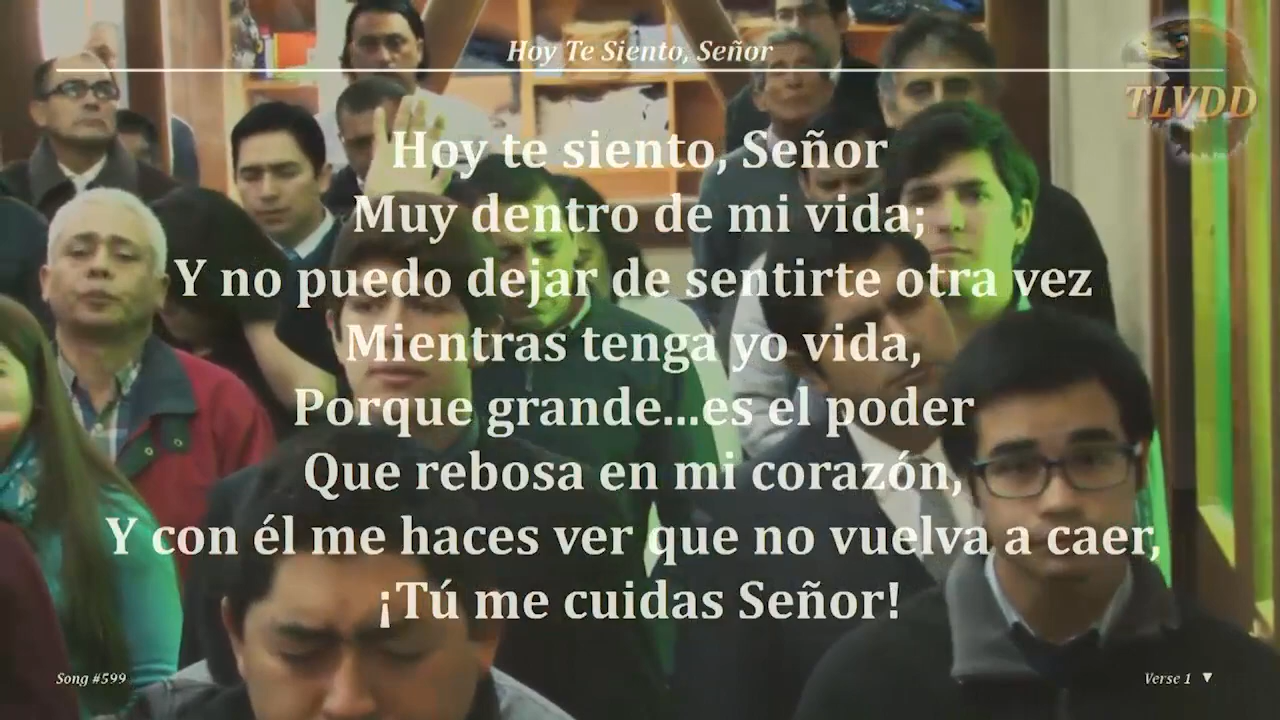 Hoy Te Siento, Señor
TLVDD
Hoy te siento, Señor
Muy dentro de mi vida;
Y no puedo dejar de sentirte otra vez
Mientras tenga yo vida,
Porque grande...es el poder
Que rebosa en mi corazón,
Y con él me haces ver que no vuelva a caer,
¡Tú me cuidas Señor!
Song #599
Verse 1 ▼